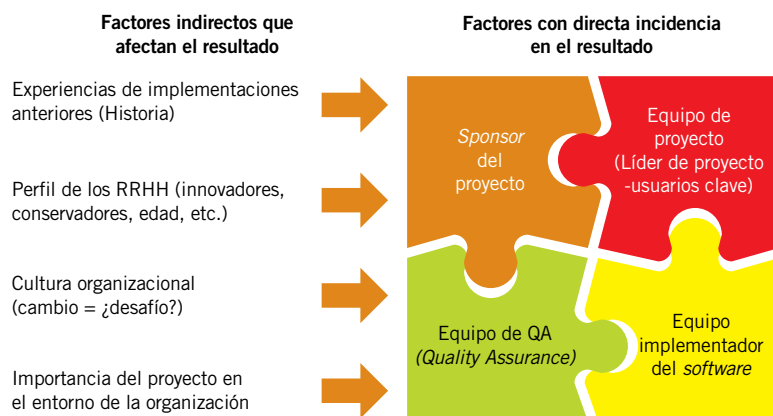 Factores indirectos que
afectan el resultado
Factores con directa incidencia
en el resultado
Experiencias de implementaciones
anteriores (Historia)
Perfil de los RRHH (innovadores,
conservadores, edad, etc.)
Cultura organizacional
(cambio = ¿desafío?)
Importancia del proyecto en
el entorno de la organización
Sponsor
del
proyecto
Equipo de
proyecto
(Líder de proyecto
-usuarios clave)
Equipo de QA
(Quality Assurance)
Equipo
implementador
del software